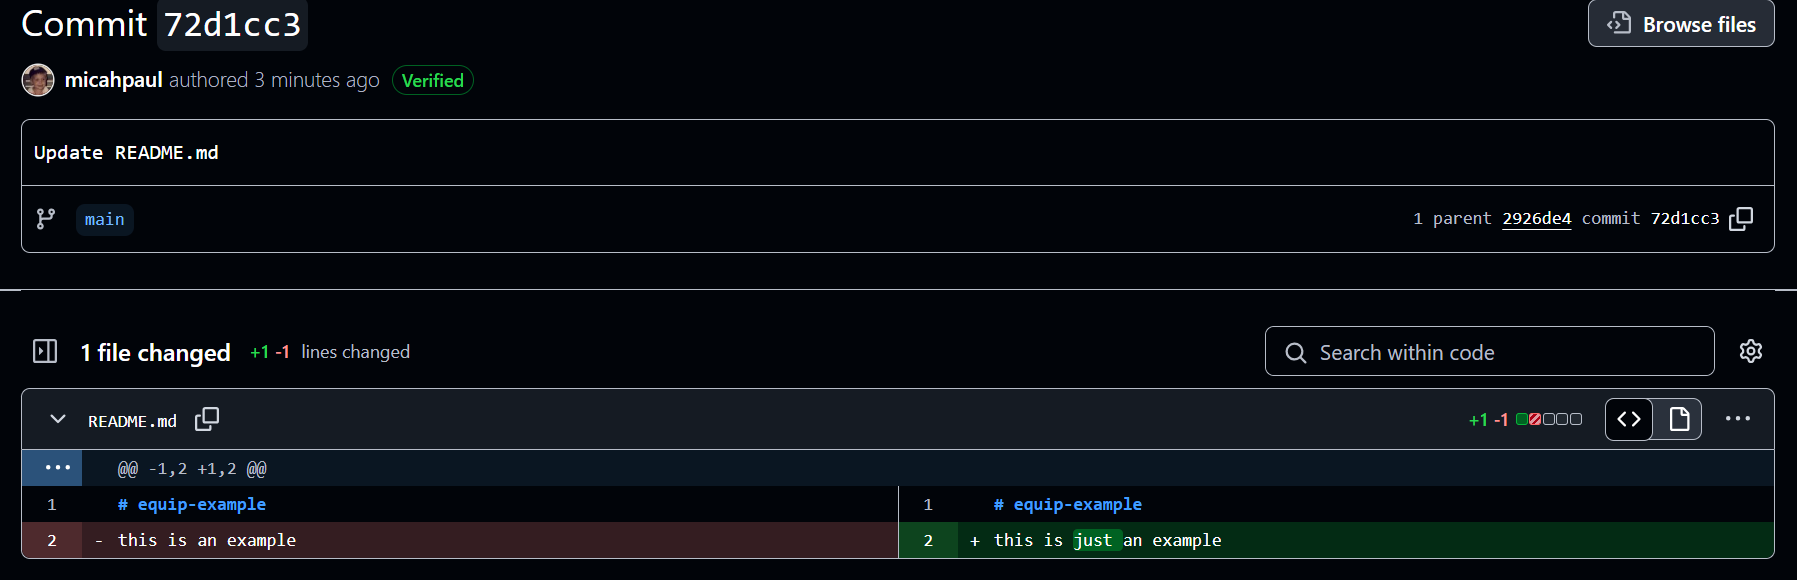 Commit 72d1cc3
Browse files
micahpaul authored 3 minutes ago Verified
Update README.md
main
1 parent 2926de4 commit 72d1cc3
1 file changed +1 -1 lines changed
Search within code
README.md
+1 -1
@@ -1,2 +1,2 @@
1 # equip-example
1 # equip-example
2 - this is an example
2 + this is just an example